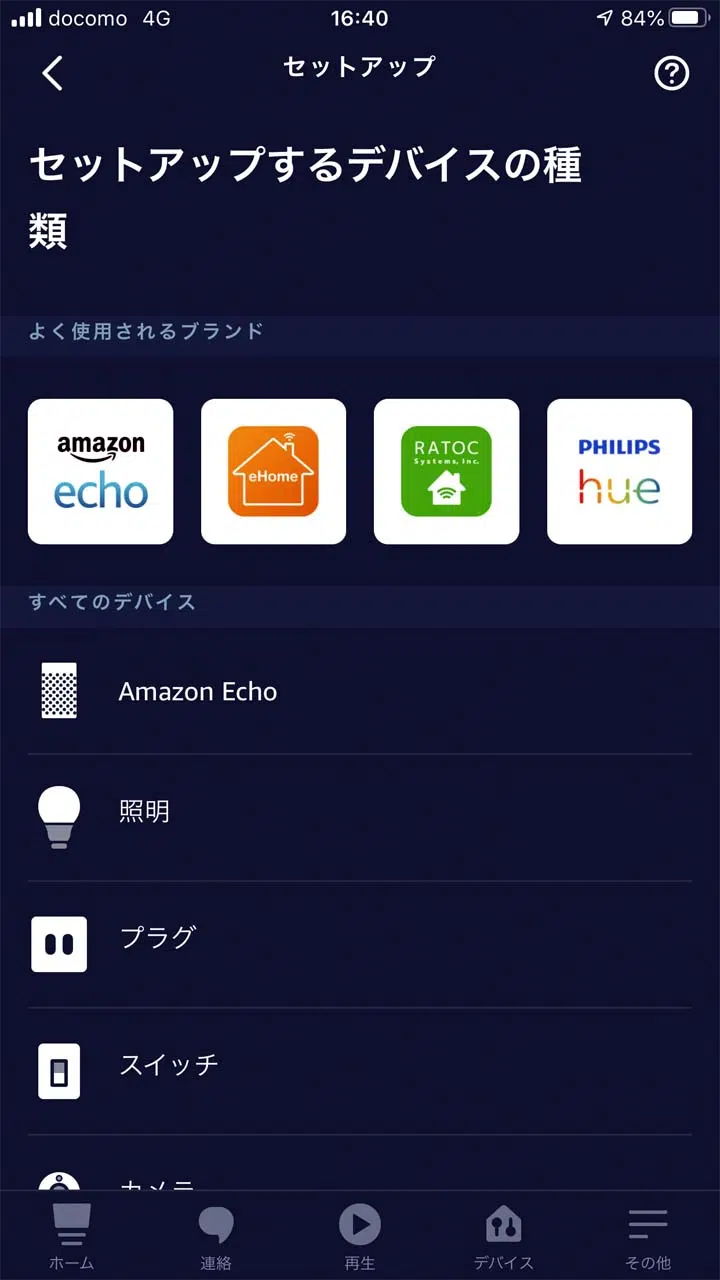 docomo 4G 16:40 84%
セットアップ
セットアップするデバイスの種
類
よく使用されるブランド
amazon
echo
eHome
RATOC
Systems, Inc.
PHILIPS
hue
すべてのデバイス
Amazon Echo
照明
プラグ
スイッチ
カメラ
ホーム 連絡 再生 デバイス その他